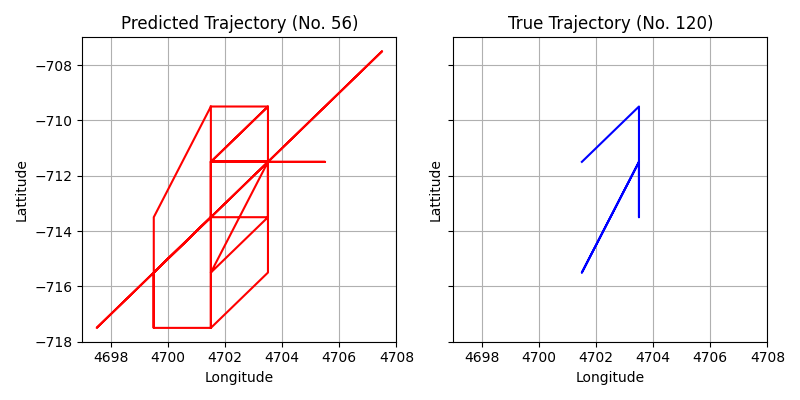 Predicted Trajectory (No. 56)
True Trajectory (No. 120)
−708
−710
−712
−714
−716
−718
Lattitude
Lattitude
4698 4700 4702 4704 4706 4708
4698 4700 4702 4704 4706 4708
Longitude
Longitude